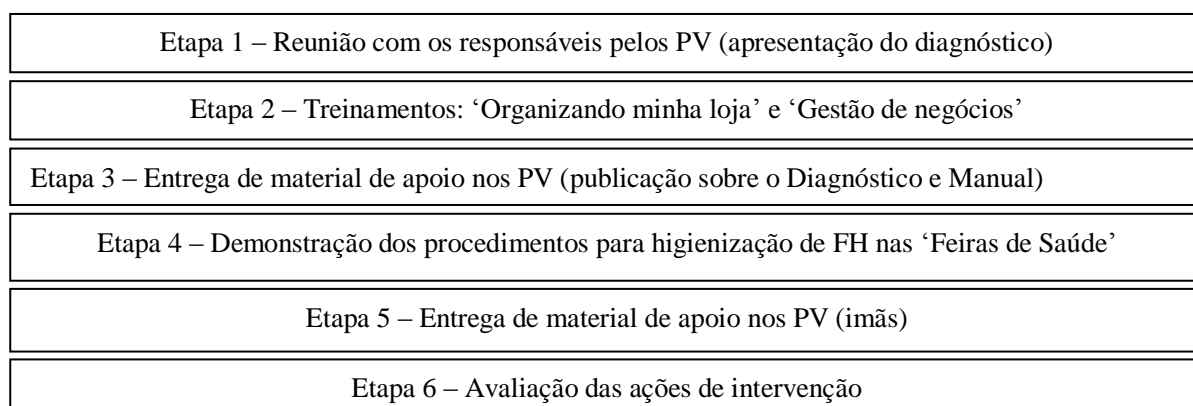 Etapa 1 – Reunião com os responsáveis pelos PV (apresentação do diagnóstico)
Etapa 2 – Treinamentos: ‘Organizando minha loja’ e ‘Gestão de negócios’
Etapa 3 – Entrega de material de apoio nos PV (publicação sobre o Diagnóstico e Manual)
Etapa 4 – Demonstração dos procedimentos para higienização de FH nas ‘Feiras de Saúde’
Etapa 5 – Entrega de material de apoio nos PV (imãs)
Etapa 6 – Avaliação das ações de intervenção